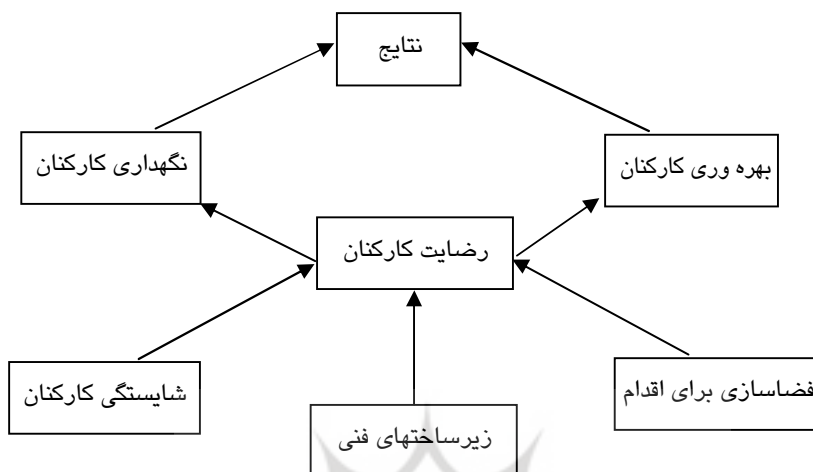 نتایج
نگهداری کارکنان
بهره وری کارکنان
رضایت کارکنان
شایستگی کارکنان
فضاسازی برای اقدام
زیرساختهای فنی